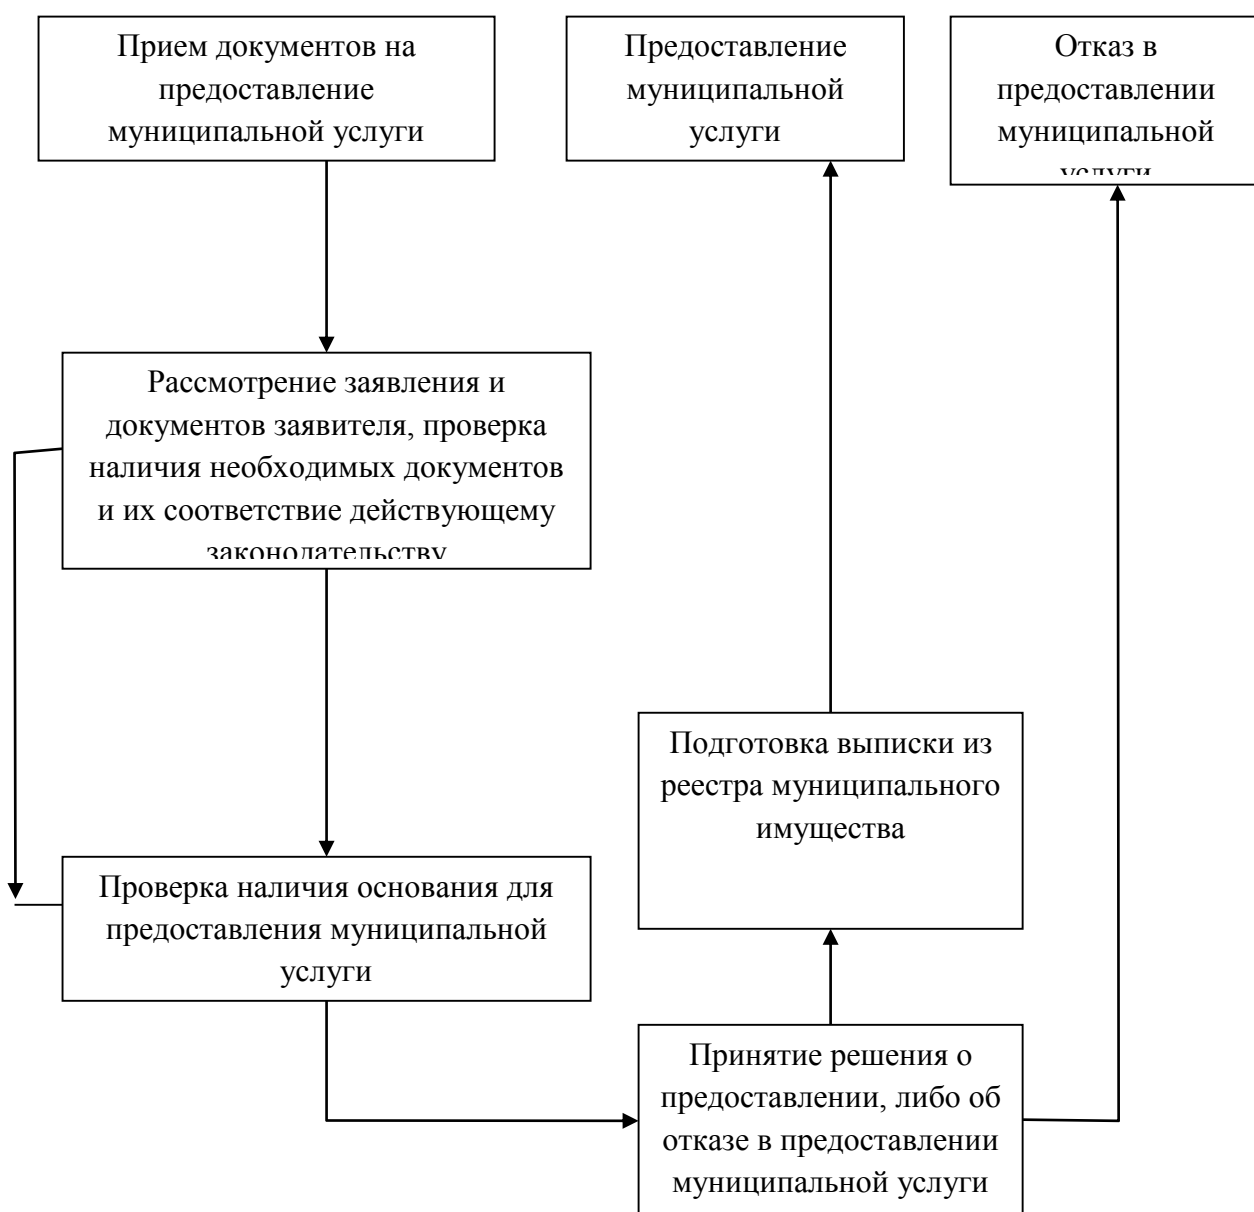 Прием документов на
предоставление
муниципальной услуги
Предоставление
муниципальной
услуги
Отказ в
предоставлении
муниципальной
услуги
Рассмотрение заявления и
документов заявителя, проверка
наличия необходимых документов
и их соответствие действующему
законодательству
Подготовка выписки из
реестра муниципального
имущества
Проверка наличия основания для
предоставления муниципальной
услуги
Принятие решения о
предоставлении, либо об
отказе в предоставлении
муниципальной услуги